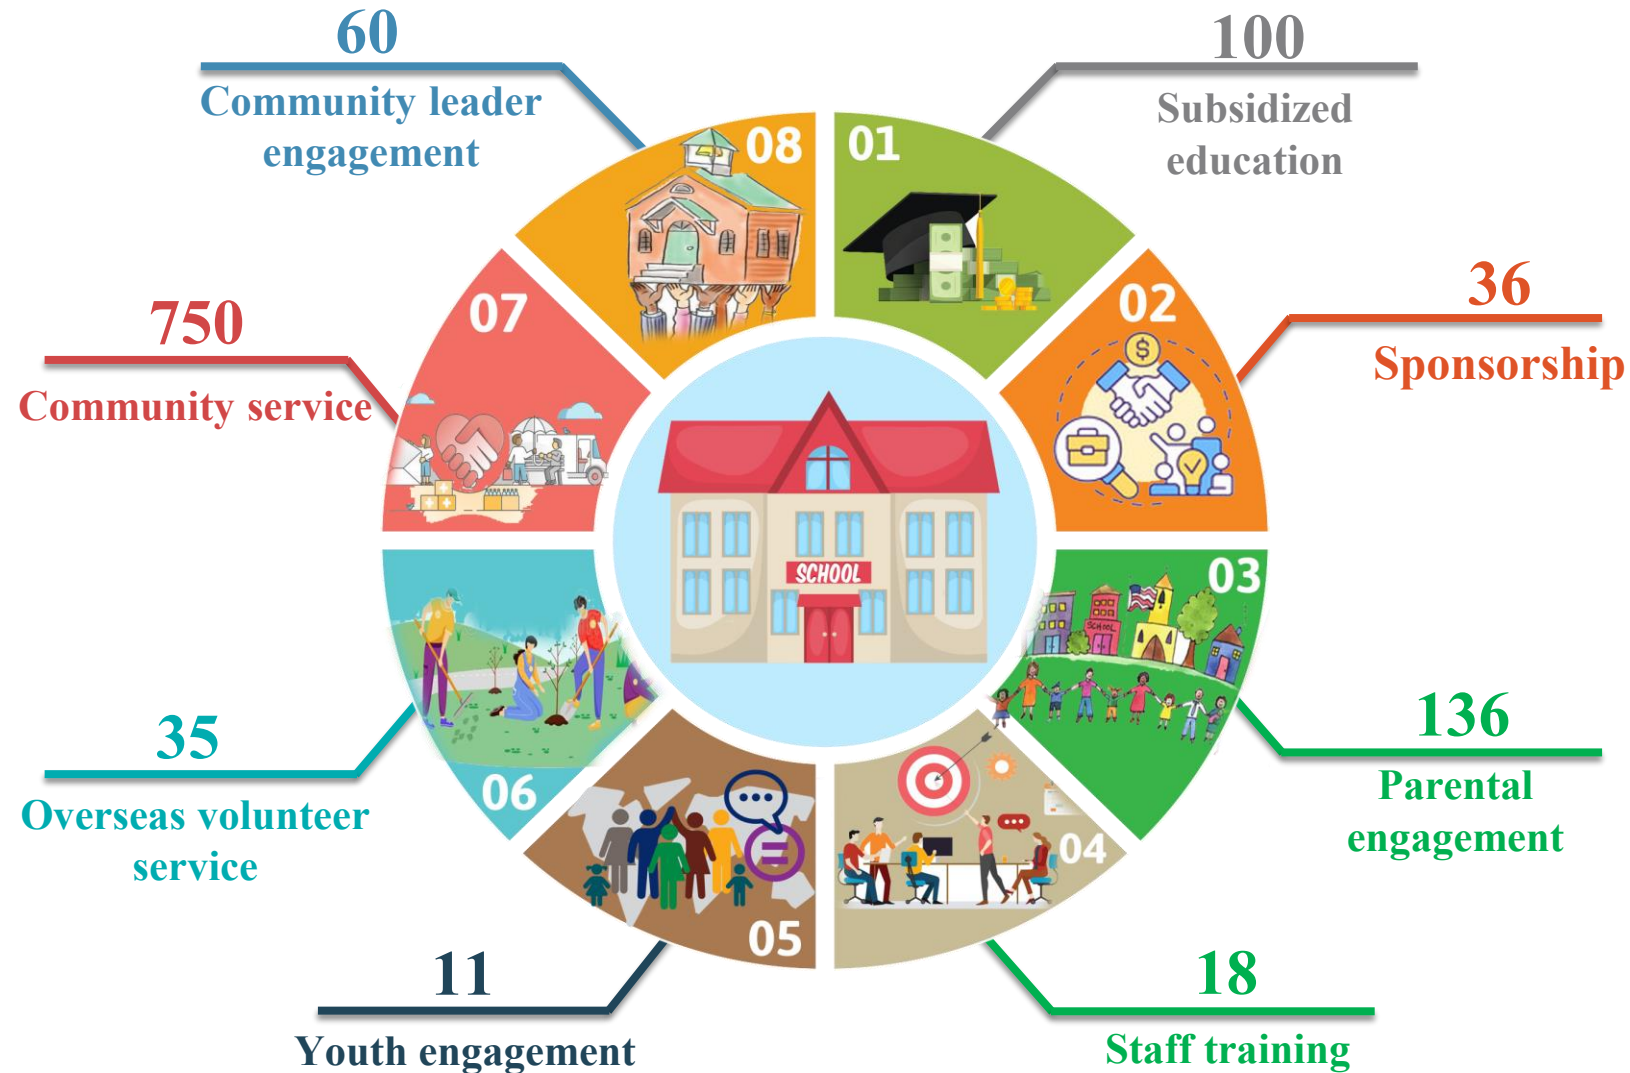 60
Community leader
engagement
100
Subsidized
education
08
01
36
Sponsorship
02
750
Community service
07
$
SCHOOL
03
SCHOOL
136
Parental
engagement
35
Overseas volunteer
service
06
04
05
11
Youth engagement
18
Staff training